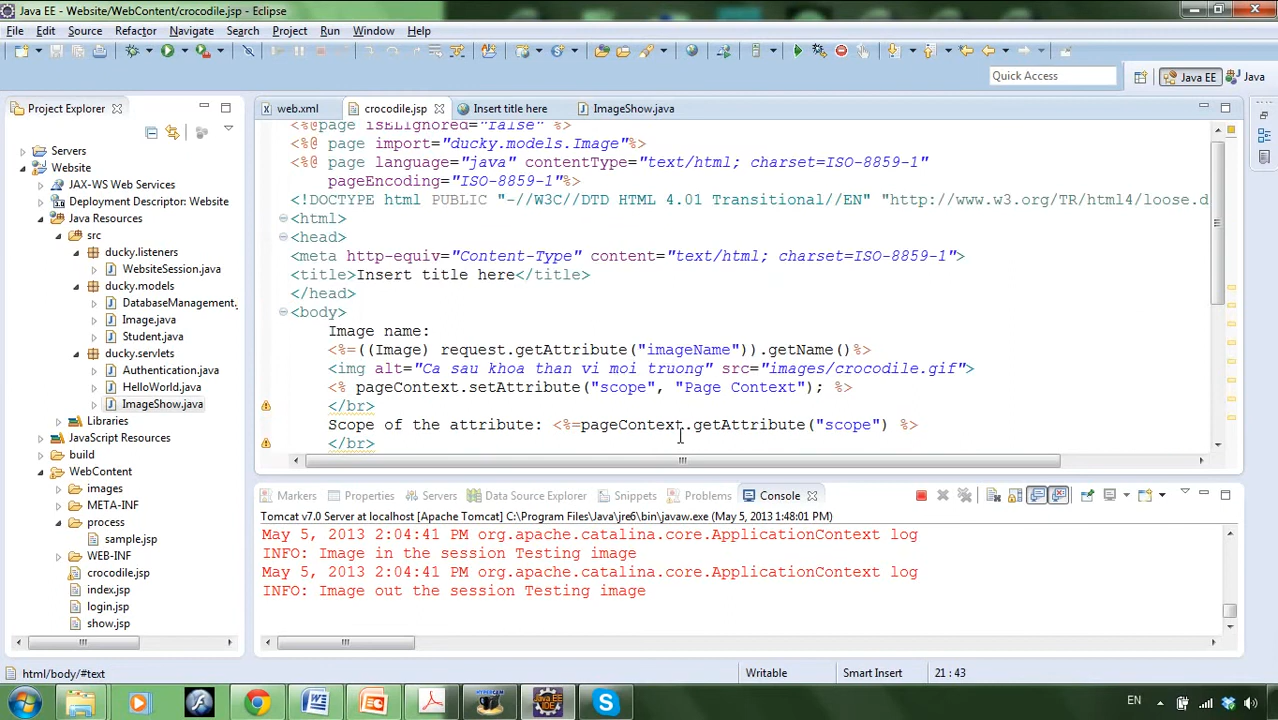 Java EE - Website/WebContent/crocodile.jsp - Eclipse
File Edit Source Refactor Navigate Search Project Run Window Help
Quick Access
Java EE
Java
Project Explorer
web.xml
crocodile.jsp
Insert title here
ImageShow.java
Servers
Website
JAX-WS Web Services
Deployment Descriptor: Website
Java Resources
src
ducky.listeners
WebsiteSession.java
ducky.models
DatabaseManagement.
Image.java
Student.java
ducky.servlets
Authentication.java
HelloWorld.java
ImageShow.java
Libraries
JavaScript Resources
build
WebContent
images
META-INF
process
sample.jsp
WEB-INF
crocodile.jsp
index.jsp
login.jsp
show.jsp
<%@page isELIgnored="false" %>
<%@ page import="ducky.models.Image"%>
<%@ page language="java" contentType="text/html; charset=ISO-8859-1"
pageEncoding="ISO-8859-1"%>
<!DOCTYPE html PUBLIC "-//W3C//DTD HTML 4.01 Transitional//EN" "http://www.w3.org/TR/html4/loose.d
<html>
<head>
<meta http-equiv="Content-Type" content="text/html; charset=ISO-8859-1">
<title>Insert title here</title>
</head>
<body>
Image name:
<%=((Image) request.getAttribute("imageName")).getName()%>
<img alt="Ca sau khoa than vi moi truong" src="images/crocodile.gif">
<% pageContext.setAttribute("scope", "Page Context"); %>
</br>
Scope of the attribute: <%=pageContext.getAttribute("scope") %>
</br>
Markers
Properties
Servers
Data Source Explorer
Snippets
Problems
Console
Tomcat v7.0 Server at localhost [Apache Tomcat] C:\Program Files\Java\jre6\bin\javaw.exe (May 5, 2013 1:48:01 PM)
May 5, 2013 2:04:41 PM org.apache.catalina.core.ApplicationContext log
INFO: Image in the session Testing image
May 5, 2013 2:04:41 PM org.apache.catalina.core.ApplicationContext log
INFO: Image out the session Testing image
html/body/#text
Writable
Smart Insert
21 : 43
EN